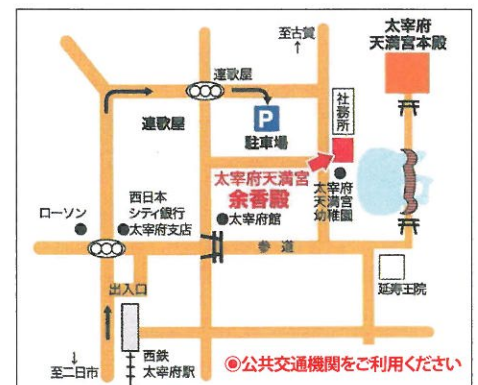 至古賀
↑
太宰府
天満宮本殿
連歌屋
社務所
連歌屋
P
駐車場
太宰府天満宮
余香殿
太宰府
天満宮
幼稚園
西日本
シティ銀行
太宰府支店
ローソン
太宰府館
参道
延寿王院
出入口
西鉄
太宰府駅
↓
至二日市
◉公共交通機関をご利用ください